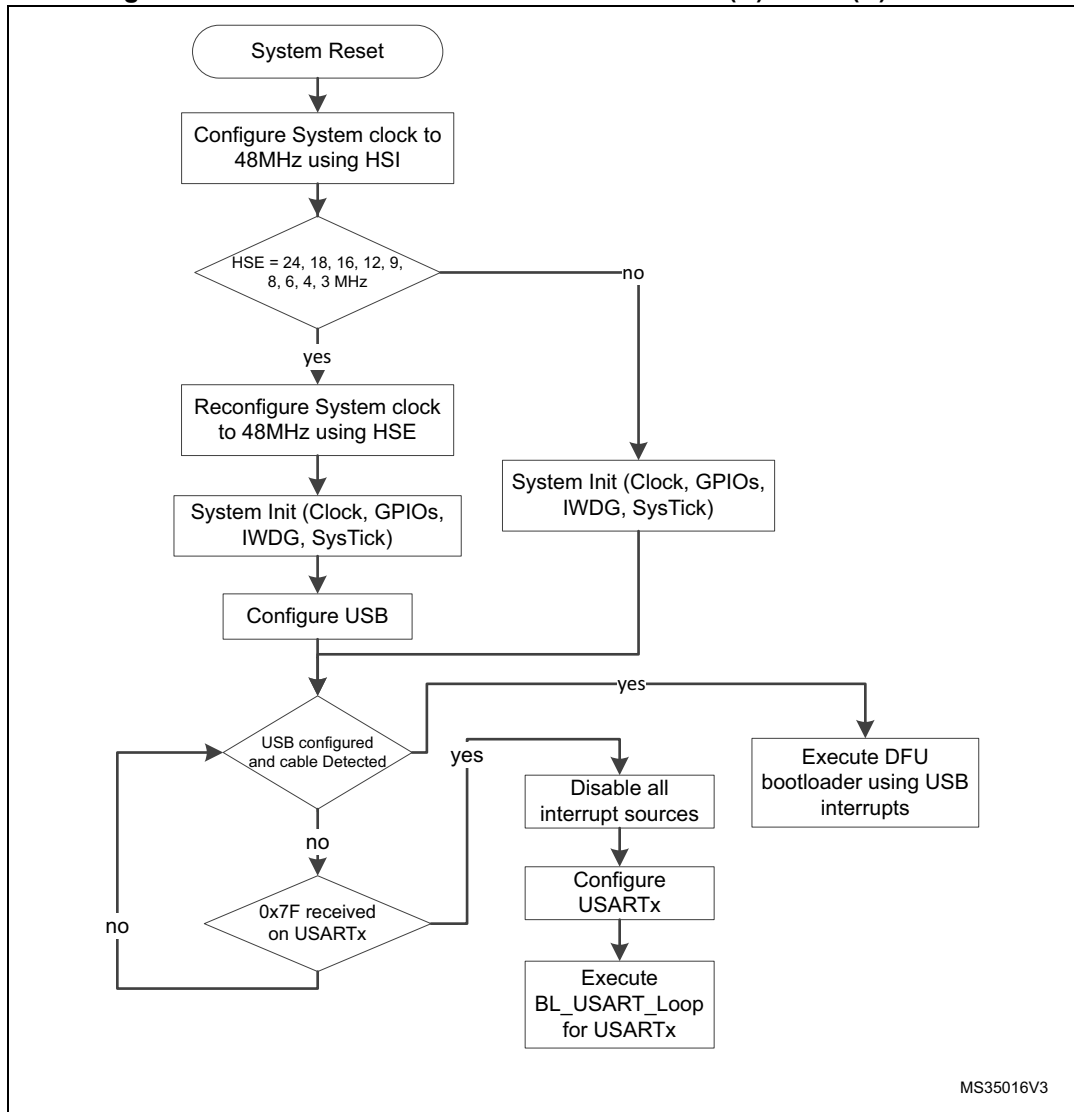 System Reset
Configure System clock to
48MHz using HSI
HSE = 24, 18, 16, 12, 9,
8, 6, 4, 3 MHz
no
yes
Reconfigure System clock
to 48MHz using HSE
System Init (Clock, GPIOs,
IWDG, SysTick)
System Init (Clock, GPIOs,
IWDG, SysTick)
Configure USB
yes
USB configured
and cable Detected
yes
Execute DFU
bootloader using USB
interrupts
Disable all
interrupt sources
no
Configure
USARTx
0x7F received
on USARTx
no
Execute
BL_USART_Loop
for USARTx
MS35016V3